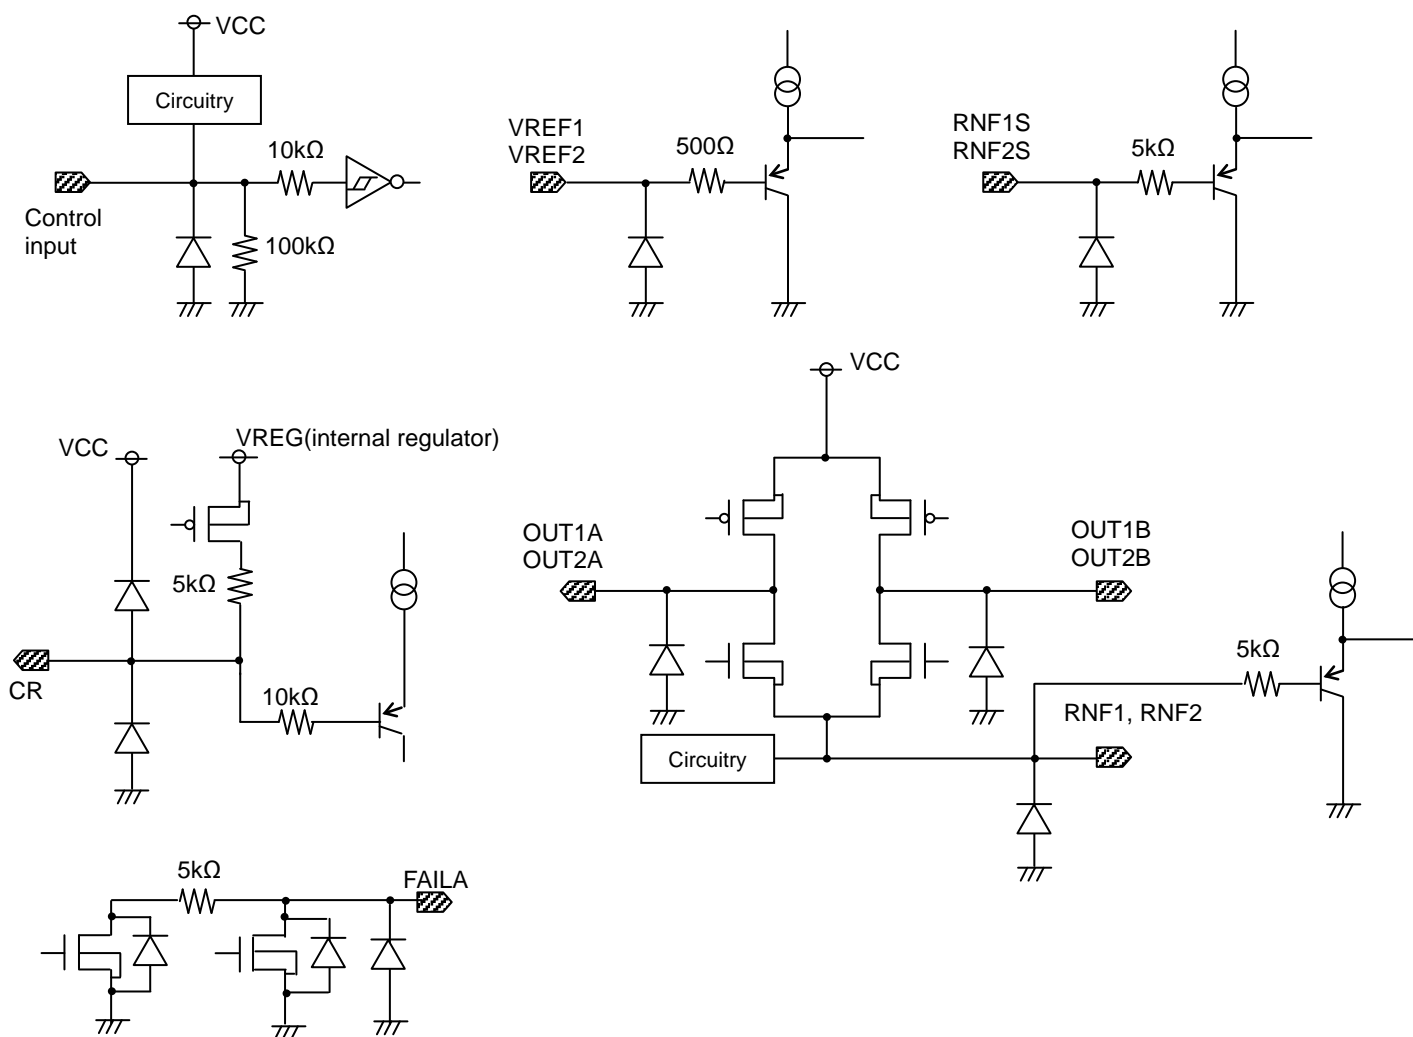 VCC
Circuitry
10kΩ
Control
input
100kΩ
VREF1
VREF2
500Ω
RNF1S
RNF2S
5kΩ
VCC
VREG(internal regulator)
5kΩ
CR
10kΩ
VCC
OUT1A
OUT2A
OUT1B
OUT2B
5kΩ
RNF1, RNF2
Circuitry
5kΩ
FAILA